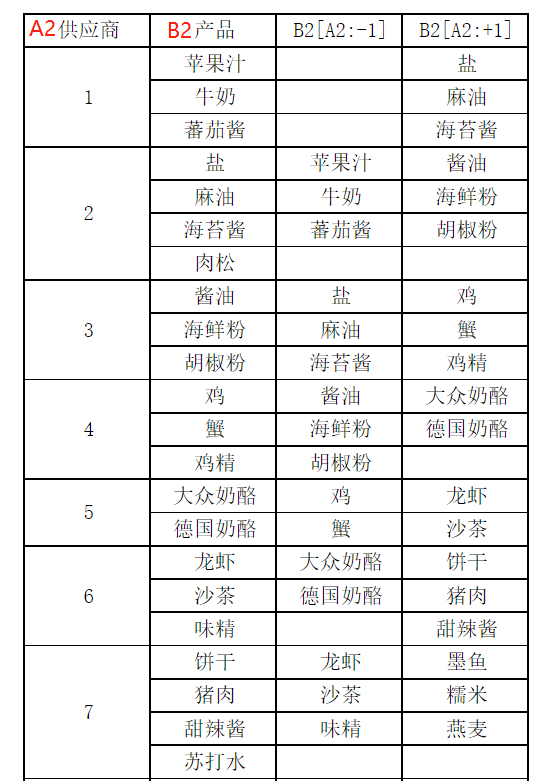 A2供应商 B2产品 B2[A2:-1] B2[A2:+1]
苹果汁 盐
1 牛奶 麻油
蕃茄酱 海苔酱
盐 苹果汁 酱油
麻油 牛奶 海鲜粉
2
海苔酱 蕃茄酱 胡椒粉
肉松
酱油 盐 鸡
3 海鲜粉 麻油 蟹
胡椒粉 海苔酱 鸡精
鸡 酱油 大众奶酪
4 蟹 海鲜粉 德国奶酪
鸡精 胡椒粉
大众奶酪 鸡 龙虾
5
德国奶酪 蟹 沙茶
龙虾 大众奶酪 饼干
6 沙茶 德国奶酪 猪肉
味精 甜辣酱
饼干 龙虾 墨鱼
猪肉 沙茶 糯米
7
甜辣酱 味精 燕麦
苏打水